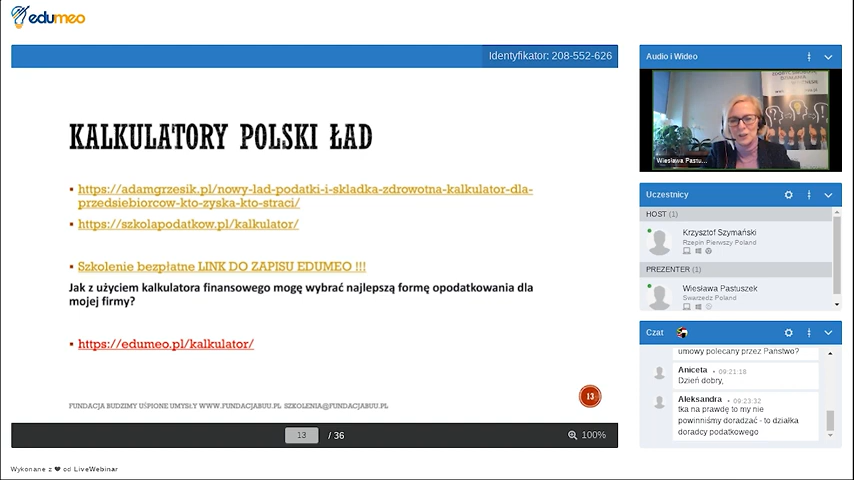 edumeo
Identyfikator: 208-552-626
KALKULATORY POLSKI ŁAD
https://adamgrzesik.pl/nowy-lad-podatki-i-skladka-zdrowotna-kalkulator-dla-
przedsiebiorcow-kto-zyska-kto-straci/
https://szkolapodatkow.pl/kalkulator/
Szkolenie bezpłatne LINK DO ZAPISU EDUMEO !!!
Jak z użyciem kalkulatora finansowego mogę wybrać najlepszą formę opodatkowania dla
mojej firmy?
https://edumeo.pl/kalkulator/
FUNDACJA BUDZIMY UŚPIONE UMYSŁY WWW.FUNDACJABUU.PL SZKOLENIA@FUNDACJABUU.PL
13
13 / 36
100%
Wykonane z ❤ od LiveWebinar
Audio i Wideo
Wiesława Pastu...
Uczestnicy
HOST (1)
Krzysztof Szymański
Rzepin Pierwszy Poland
PREZENTER (1)
Wiesława Pastuszek
Swarzedz Poland
Czat
umowy polecany przez Państwo?
Aniceta • 09:21:18
Dzień dobry,
Aleksandra • 09:23:32
tka na prawdę to my nie
powinniśmy doradzać - to działka
doradcy podatkowego